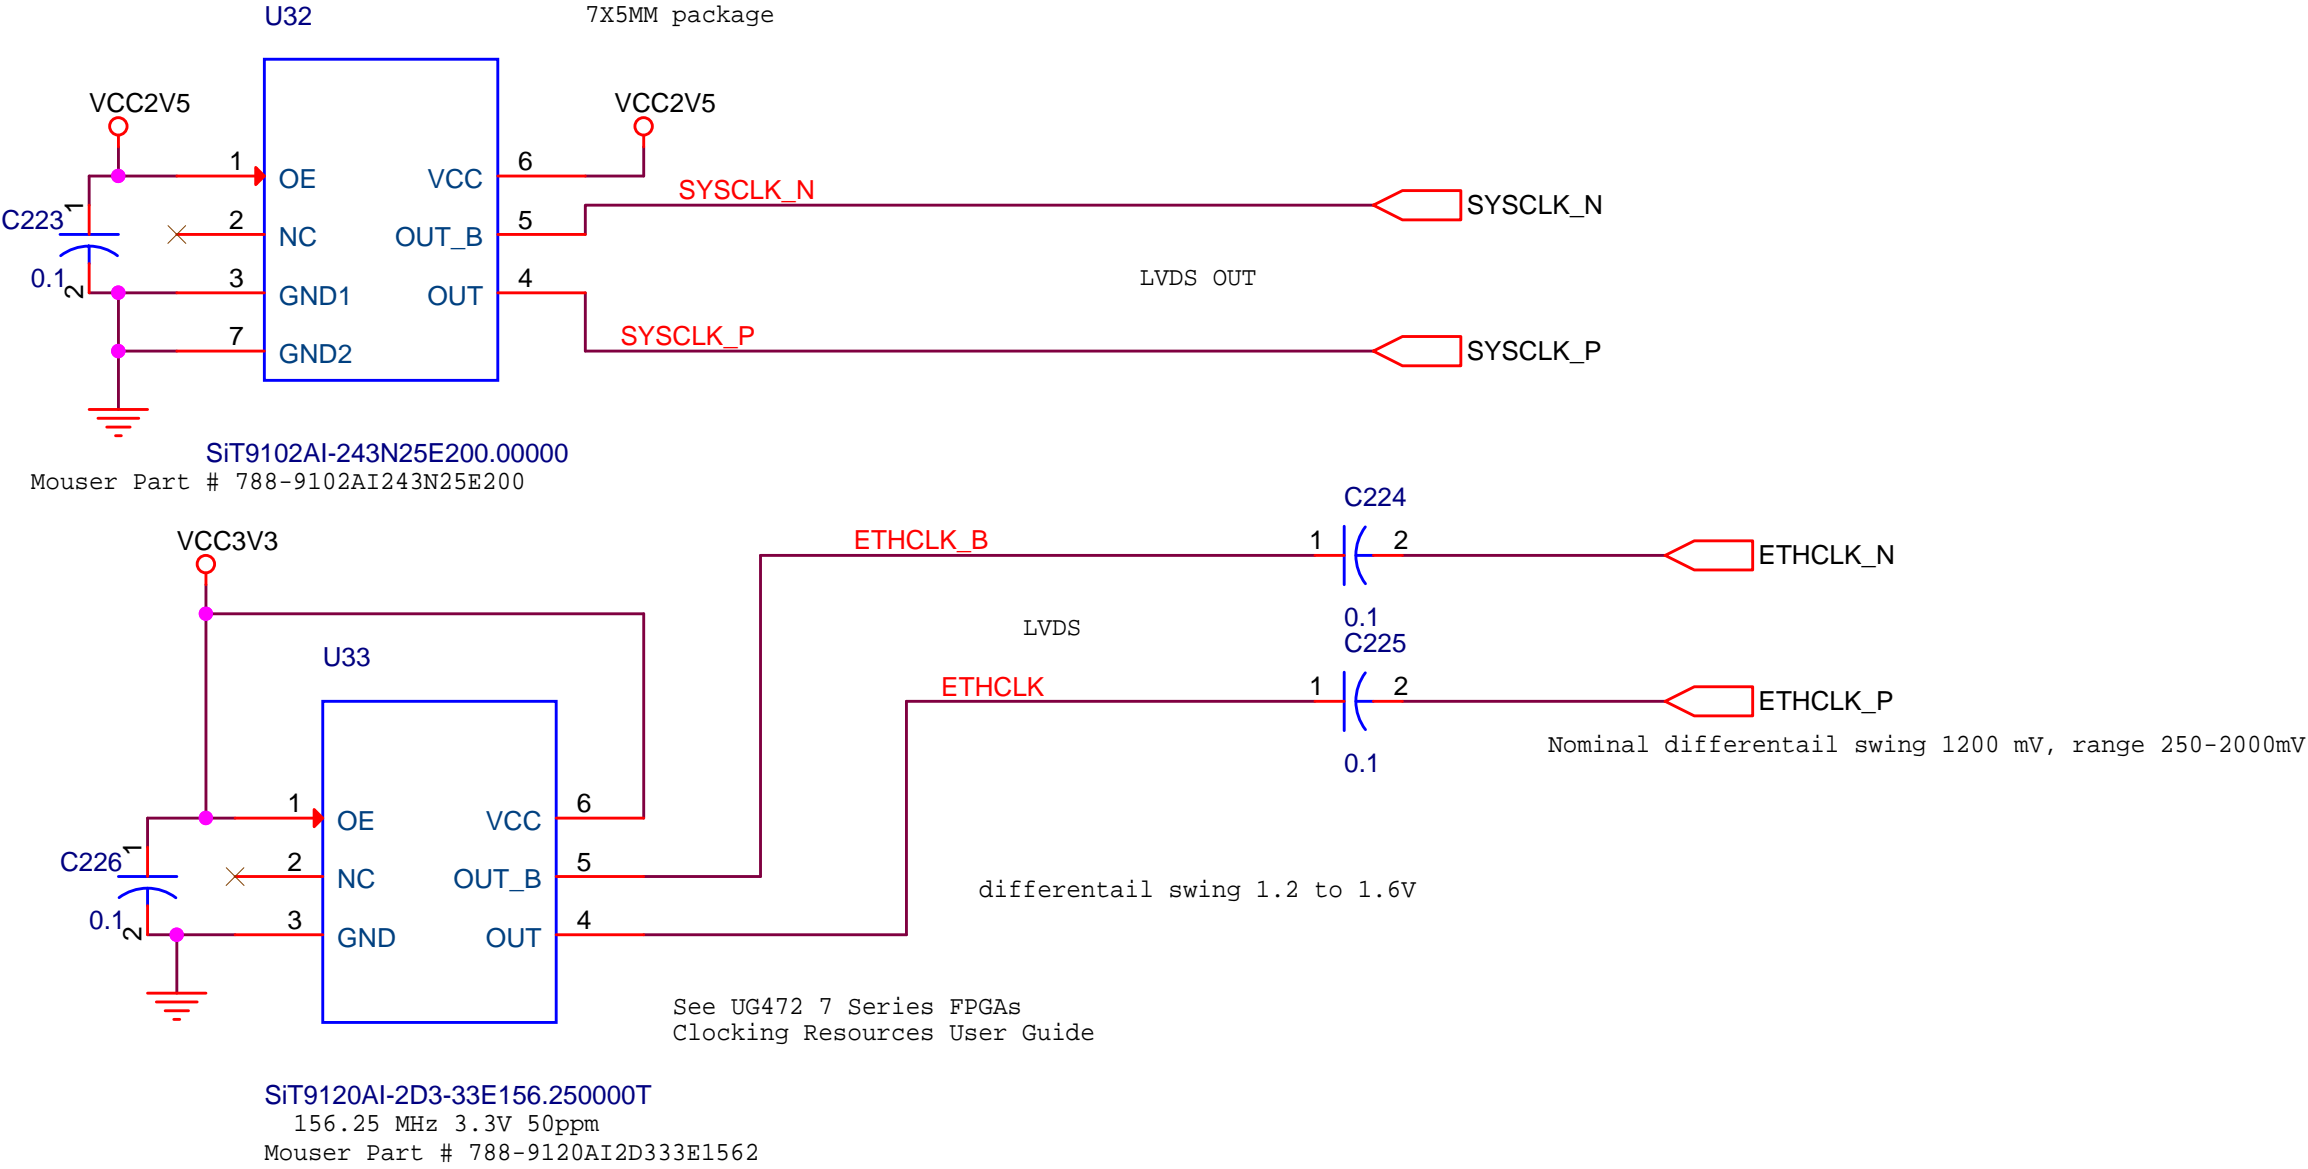 U32
7X5MM package
VCC2V5
VCC2V5
1
OE
VCC
6
SYSCLK_N
SYSCLK_N
C223
1
2
NC
OUT_B
5
0.1
2
3
GND1
OUT
4
LVDS OUT
7
GND2
SYSCLK_P
SYSCLK_P
SiT9102AI-243N25E200.00000
Mouser Part # 788-9102AI243N25E200
C224
VCC3V3
ETHCLK_B
1
2
ETHCLK_N
0.1
LVDS
C225
U33
ETHCLK
1
2
ETHCLK_P
Nominal differentail swing 1200 mV, range 250-2000mV
0.1
1
OE
VCC
6
C226
1
2
NC
OUT_B
5
differentail swing 1.2 to 1.6V
0.1
2
3
GND
OUT
4
See UG472 7 Series FPGAs
Clocking Resources User Guide
SiT9120AI-2D3-33E156.250000T
156.25 MHz 3.3V 50ppm
Mouser Part # 788-9120AI2D333E1562